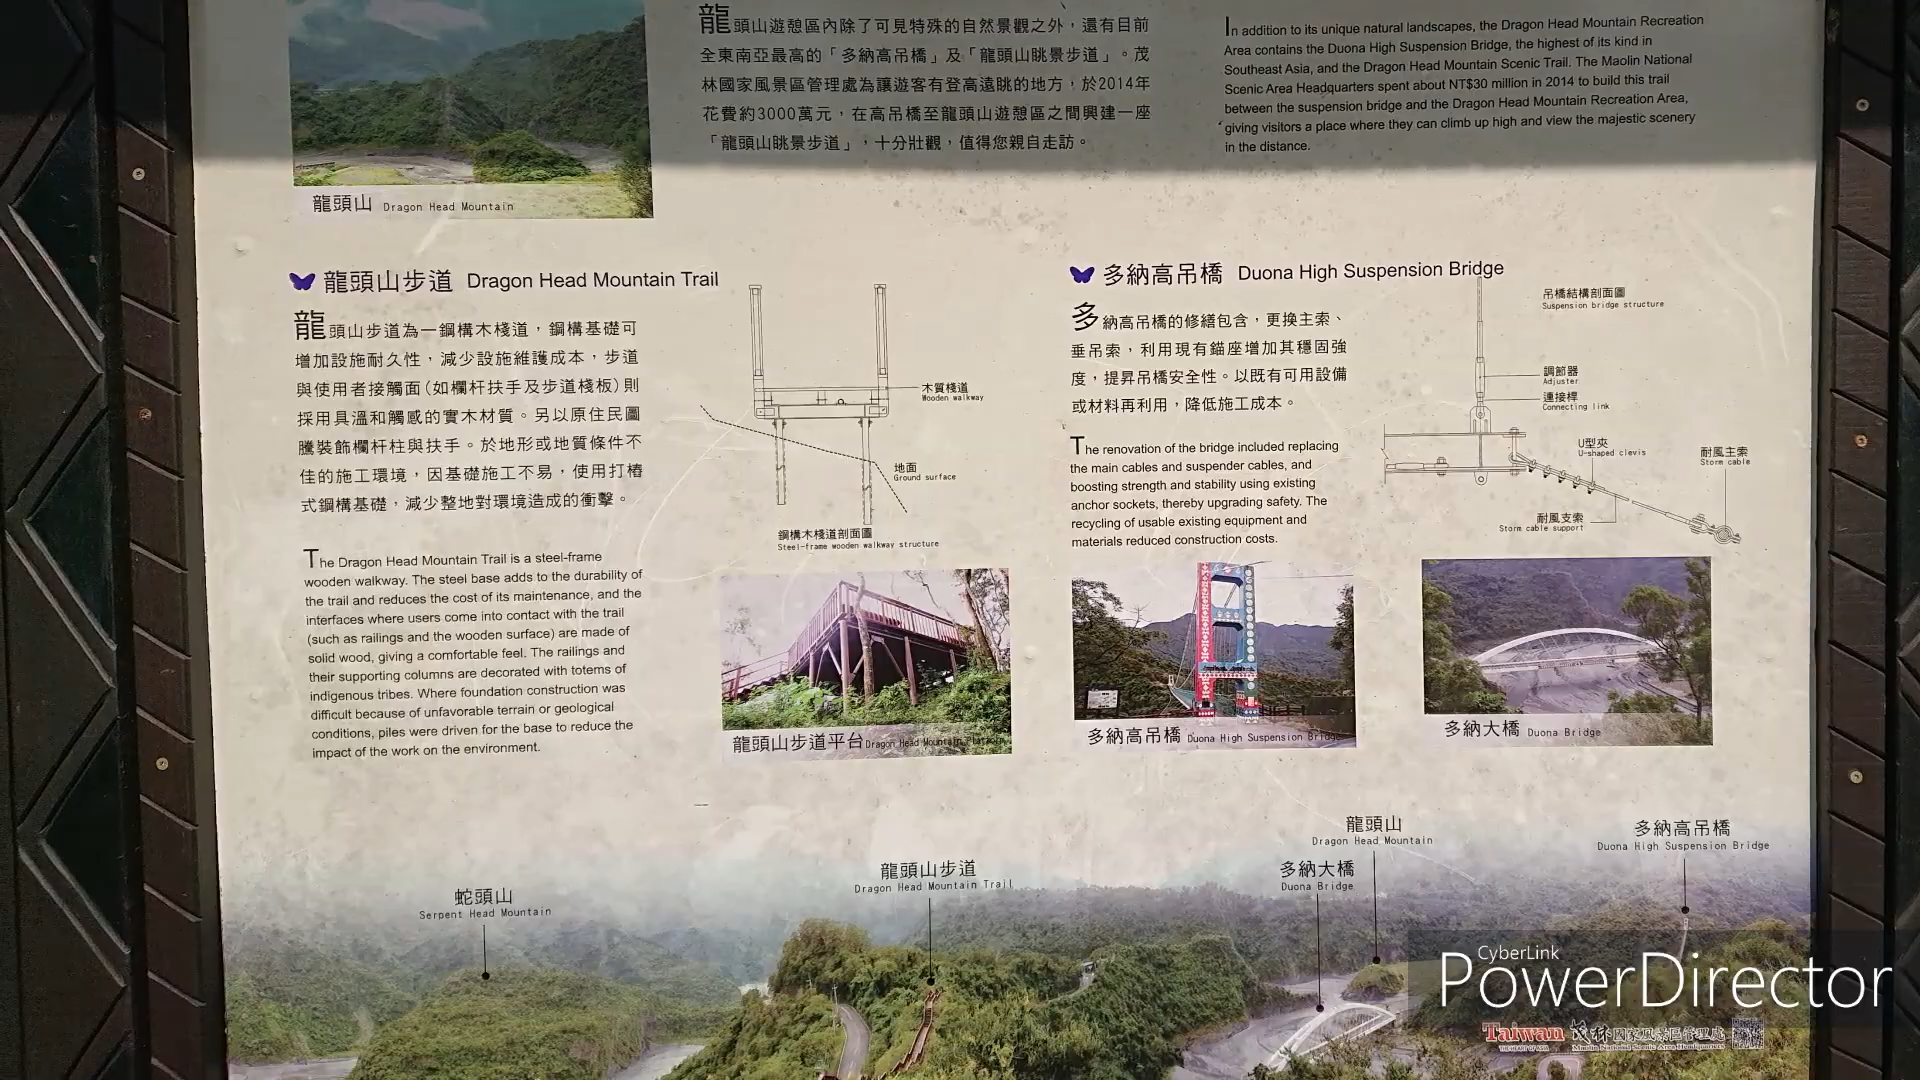 龍頭山遊憩區內除了可見特殊的自然景觀之外，還有目前
全東南亞最高的「多納高吊橋」及「龍頭山眺景步道」。茂
林國家風景區管理處為讓遊客有登高遠眺的地方，於2014年
花費約3000萬元，在高吊橋至龍頭山遊憩區之間興建一座
「龍頭山眺景步道」，十分壯觀，值得您親自走訪。
In addition to its unique natural landscapes, the Dragon Head Mountain Recreation
Area contains the Duona High Suspension Bridge, the highest of its kind in
Southeast Asia, and the Dragon Head Mountain Scenic Trail. The Maolin National
Scenic Area Headquarters spent about NT$30 million in 2014 to build this trail
between the suspension bridge and the Dragon Head Mountain Recreation Area,
giving visitors a place where they can climb up high and view the majestic scenery
in the distance.
龍頭山 Dragon Head Mountain
龍頭山步道 Dragon Head Mountain Trail
龍頭山步道為一鋼構木棧道，鋼構基礎可
增加設施耐久性，減少設施維護成本，步道
與使用者接觸面(如欄杆扶手及步道棧板)則
採用具溫和觸感的實木材質。另以原住民圖
騰裝飾欄杆柱與扶手。於地形或地質條件不
佳的施工環境，因基礎施工不易，使用打樁
式鋼構基礎，減少整地對環境造成的衝擊。
The Dragon Head Mountain Trail is a steel-frame
wooden walkway. The steel base adds to the durability of
the trail and reduces the cost of its maintenance, and the
interfaces where users come into contact with the trail
(such as railings and the wooden surface) are made of
solid wood, giving a comfortable feel. The railings and
their supporting columns are decorated with totems of
indigenous tribes. Where foundation construction was
difficult because of unfavorable terrain or geological
conditions, piles were driven for the base to reduce the
impact of the work on the environment.
木質棧道
Wooden walkway
地面
Ground surface
鋼構木棧道剖面圖
Steel-frame wooden walkway structure
龍頭山步道平台 Dragon Head Mountain
多納高吊橋 Duona High Suspension Bridge
多納高吊橋的修繕包含，更換主索、
垂吊索，利用現有錨座增加其穩固強
度，提昇吊橋安全性。以既有可用設備
或材料再利用，降低施工成本。
The renovation of the bridge included replacing
the main cables and suspender cables, and
boosting strength and stability using existing
anchor sockets, thereby upgrading safety. The
recycling of usable existing equipment and
materials reduced construction costs.
吊橋結構剖面圖
Suspension bridge structure
調節器
Adjuster
連接桿
Connecting link
U型夾
U-shaped clevis
耐風主索
Storm cable
耐風支索
Storm cable support
多納高吊橋 Duona High Suspension Bridge
多納大橋 Duona Bridge
蛇頭山
Serpent Head Mountain
龍頭山步道
Dragon Head Mountain Trail
龍頭山
Dragon Head Mountain
多納大橋
Duona Bridge
多納高吊橋
Duona High Suspension Bridge
CyberLink
PowerDirector
Taiwan
THE HEART OF ASIA
茂林國家風景區管理處
Maolin National Scenic Area Headquarters